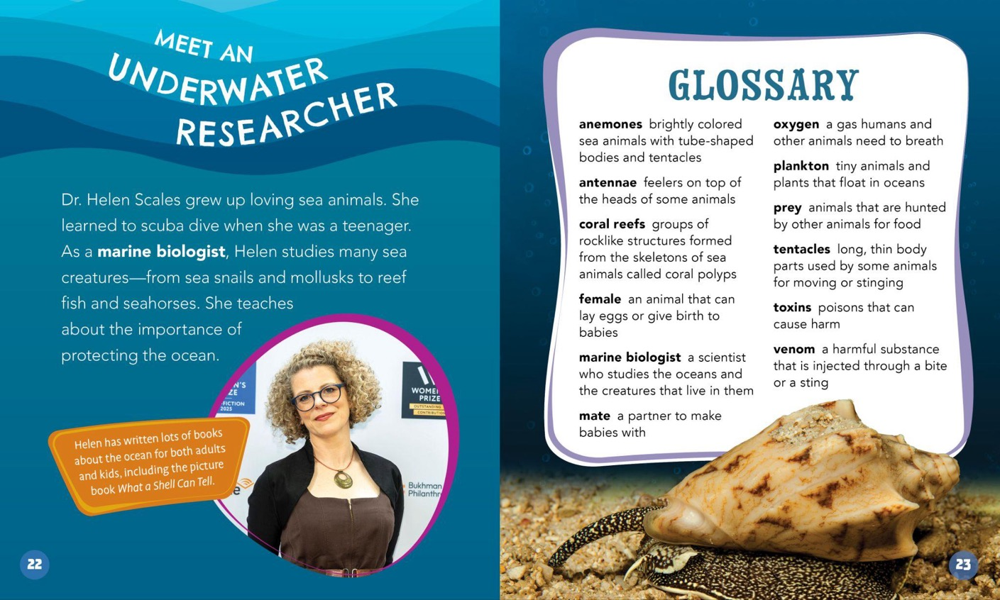 MEET AN
UNDERWATER
RESEARCHER
Dr. Helen Scales grew up loving sea animals. She
learned to scuba dive when she was a teenager.
As a marine biologist, Helen studies many sea
creatures—from sea snails and mollusks to reef
fish and seahorses. She teaches
about the importance of
protecting the ocean.
N'S
ZE
FICTION
2025
W
WOME
PRIZE
OUTSTANDING
CONTRIBUTION
Bukhman
Philanthr
e
Helen has written lots of books
about the ocean for both adults
and kids, including the picture
book What a Shell Can Tell.
22
GLOSSARY
anemones brightly colored
sea animals with tube-shaped
bodies and tentacles
antennae feelers on top of
the heads of some animals
coral reefs groups of
rocklike structures formed
from the skeletons of sea
animals called coral polyps
female an animal that can
lay eggs or give birth to
babies
marine biologist a scientist
who studies the oceans and
the creatures that live in them
mate a partner to make
babies with
oxygen a gas humans and
other animals need to breath
plankton tiny animals and
plants that float in oceans
prey animals that are hunted
by other animals for food
tentacles long, thin body
parts used by some animals
for moving or stinging
toxins poisons that can
cause harm
venom a harmful substance
that is injected through a bite
or a sting
23